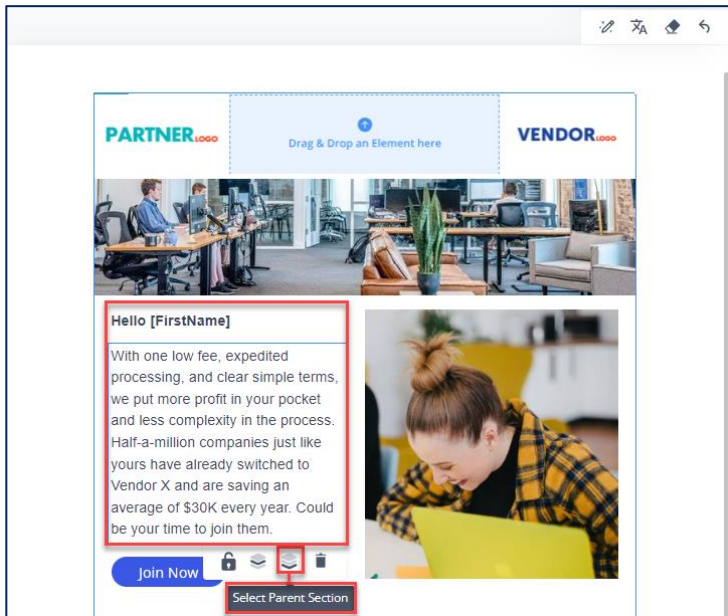 PARTNER LOGO
Drag & Drop an Element here
VENDOR LOGO
Hello [FirstName]
With one low fee, expedited
processing, and clear simple terms,
we put more profit in your pocket
and less complexity in the process.
Half-a-million companies just like
yours have already switched to
Vendor X and are saving an
average of $30K every year. Could
be your time to join them.
Join Now
Select Parent Section